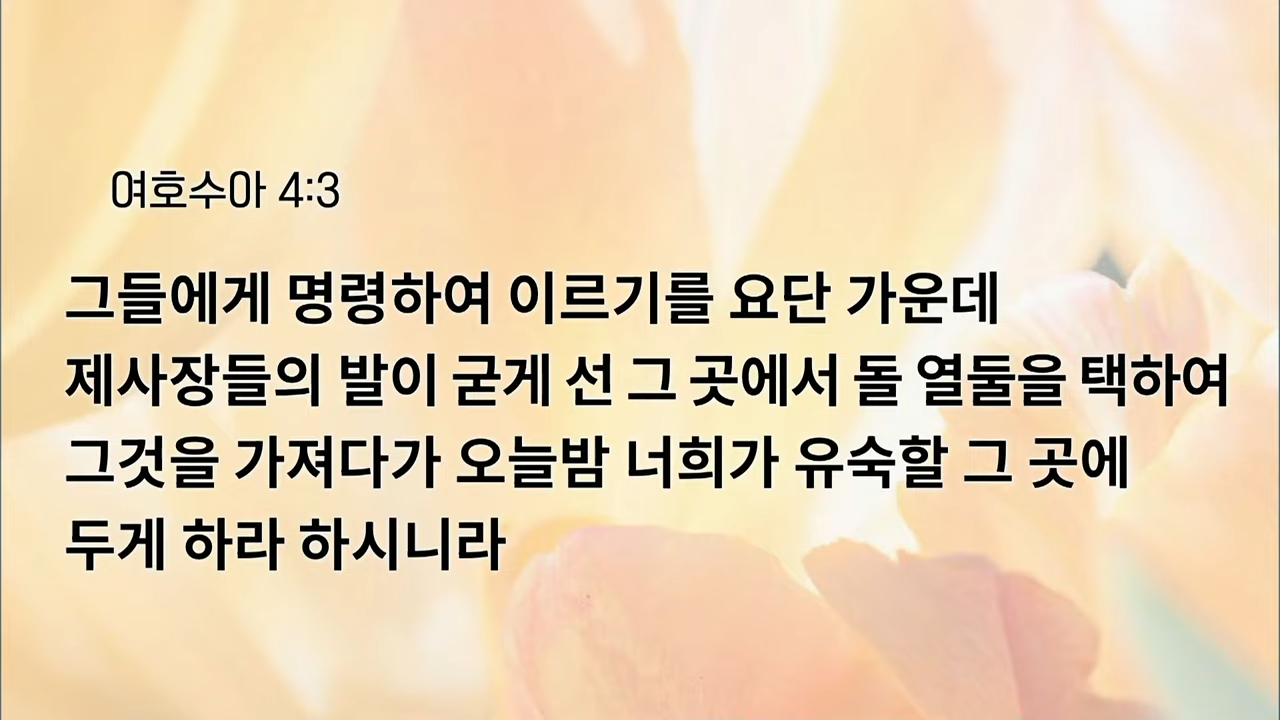 여호수아 4:3
그들에게 명령하여 이르기를 요단 가운데
제사장들의 발이 굳게 선 그 곳에서 돌 열둘을 택하여
그것을 가져다가 오늘밤 너희가 유숙할 그 곳에
두게 하라 하시니라